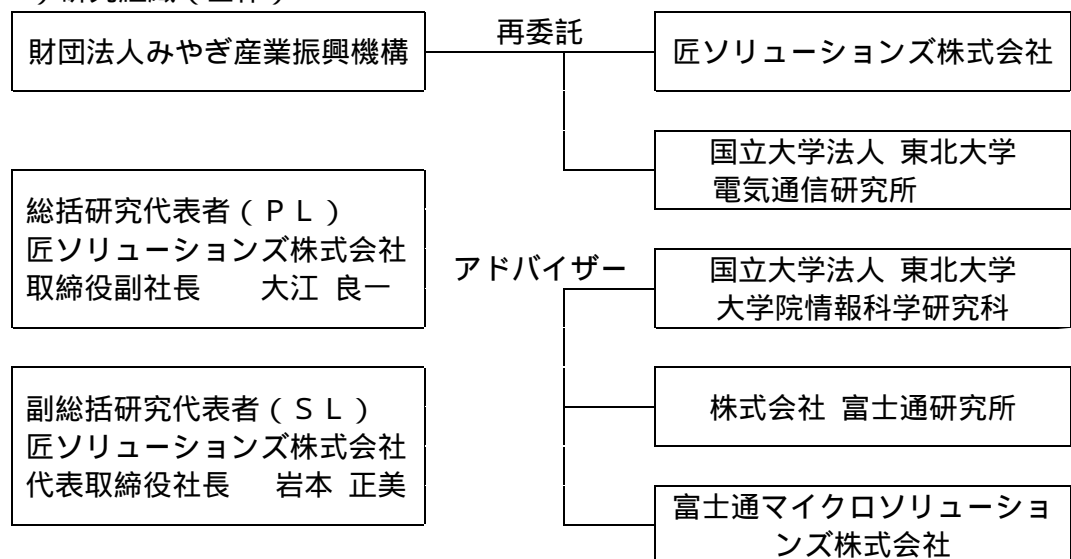 再委託
財団法人みやぎ産業振興機構
匠ソリューションズ株式会社
国立大学法人 東北大学
電気通信研究所
総括研究代表者(PL)
匠ソリューションズ株式会社
取締役副社長 大江 良一
アドバイザー
国立大学法人 東北大学
大学院情報科学研究科
副総括研究代表者(SL)
匠ソリューションズ株式会社
代表取締役社長 岩本 正美
株式会社 富士通研究所
富士通マイクロソリューショ
ンズ株式会社